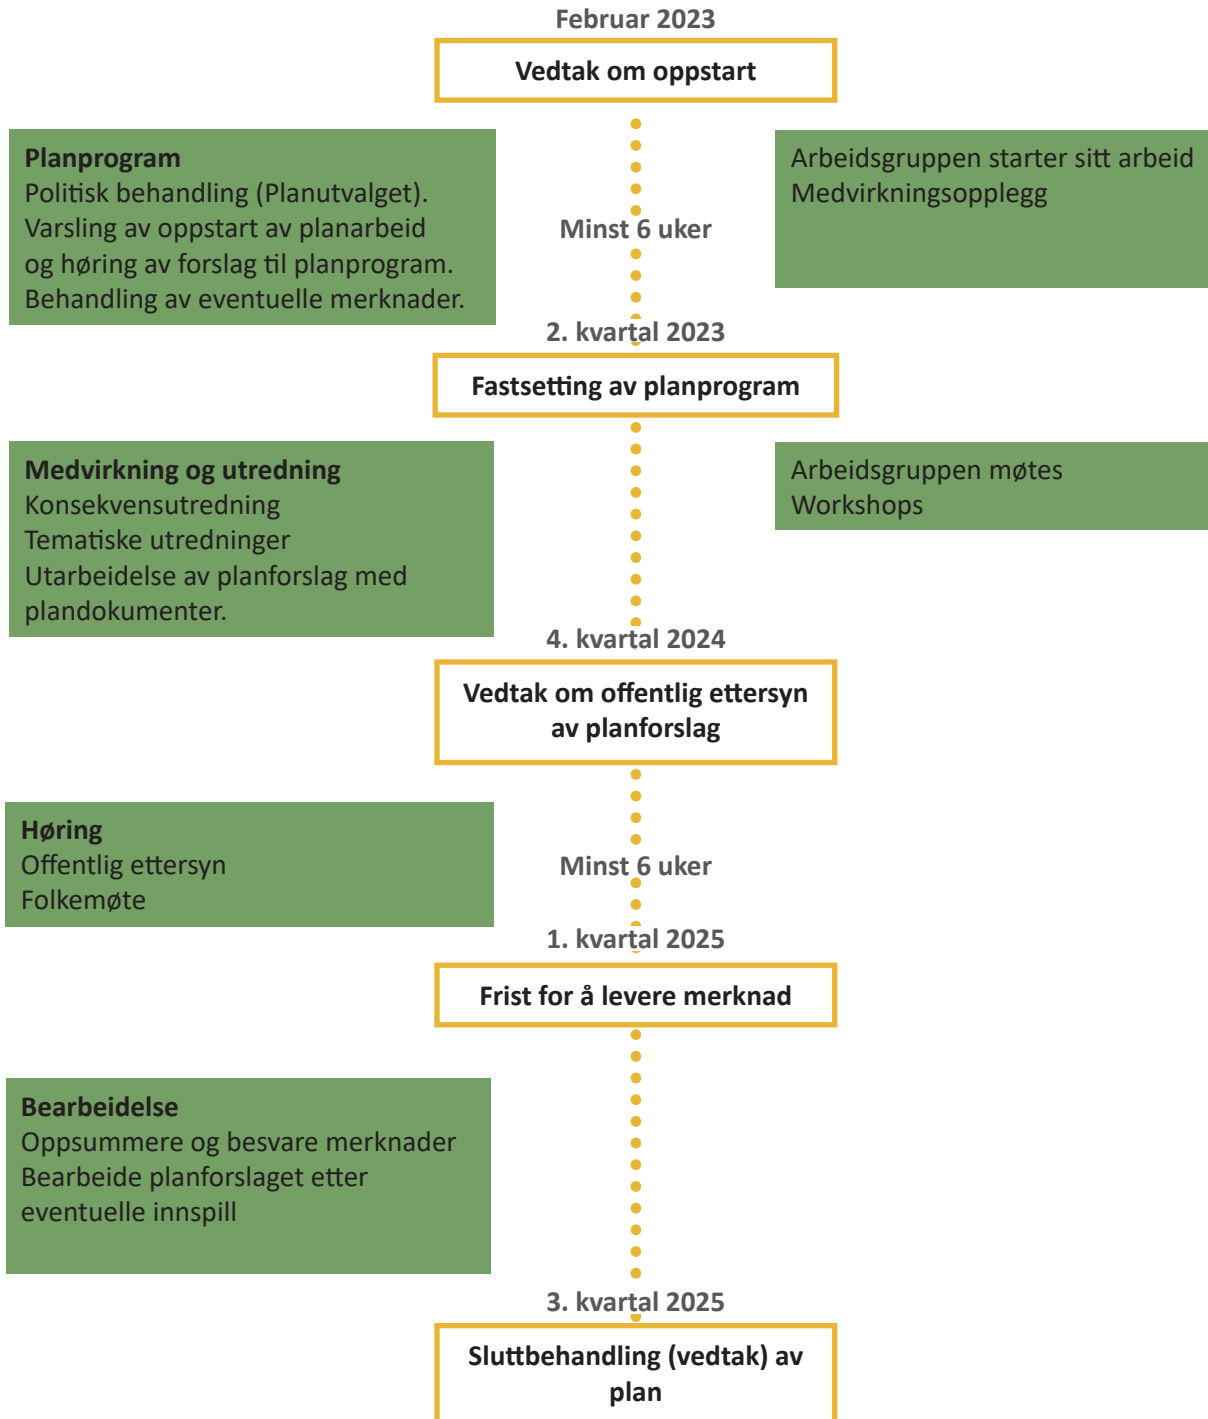 Februar 2023
Vedtak om oppstart
Planprogram
Politisk behandling (Planutvalget).
Varsling av oppstart av planarbeid
og høring av forslag til planprogram.
Behandling av eventuelle merknader.
Minst 6 uker
Arbeidsgruppen starter sitt arbeid
Medvirkningsopplegg
2. kvartal 2023
Fastsetting av planprogram
Medvirkning og utredning
Konsekvensutredning
Tematiske utredninger
Utarbeidelse av planforslag med
plandokumenter.
Arbeidsgruppen møtes
Workshops
4. kvartal 2024
Vedtak om offentlig ettersyn
av planforslag
Høring
Offentlig ettersyn
Folkemøte
Minst 6 uker
1. kvartal 2025
Frist for å levere merknad
Bearbeidelse
Oppsummere og besvare merknader
Bearbeide planforslaget etter
eventuelle innspill
3. kvartal 2025
Sluttbehandling (vedtak) av
plan